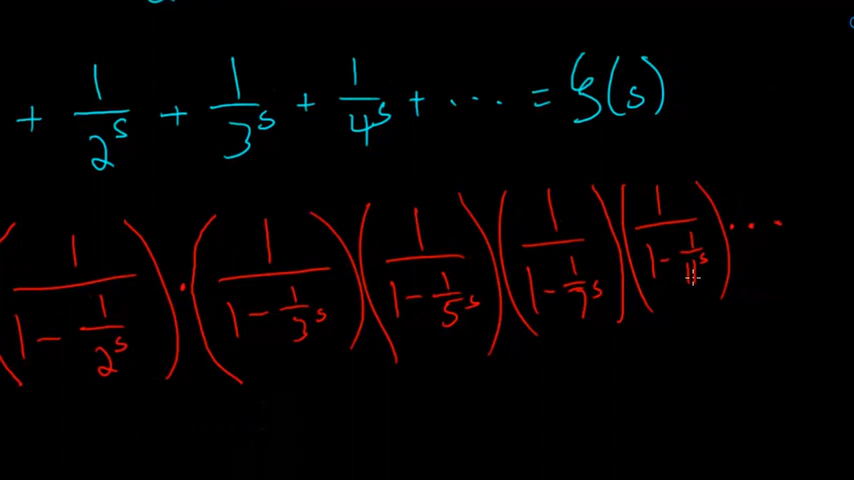 + 1/2^s + 1/3^s + 1/4^s + ... = ζ(s)
(1/(1 - 1/2^s)) · (1/(1 - 1/3^s)) (1/(1 - 1/5^s)) (1/(1 - 1/7^s)) (1/(1 - 1/11^s)) ...